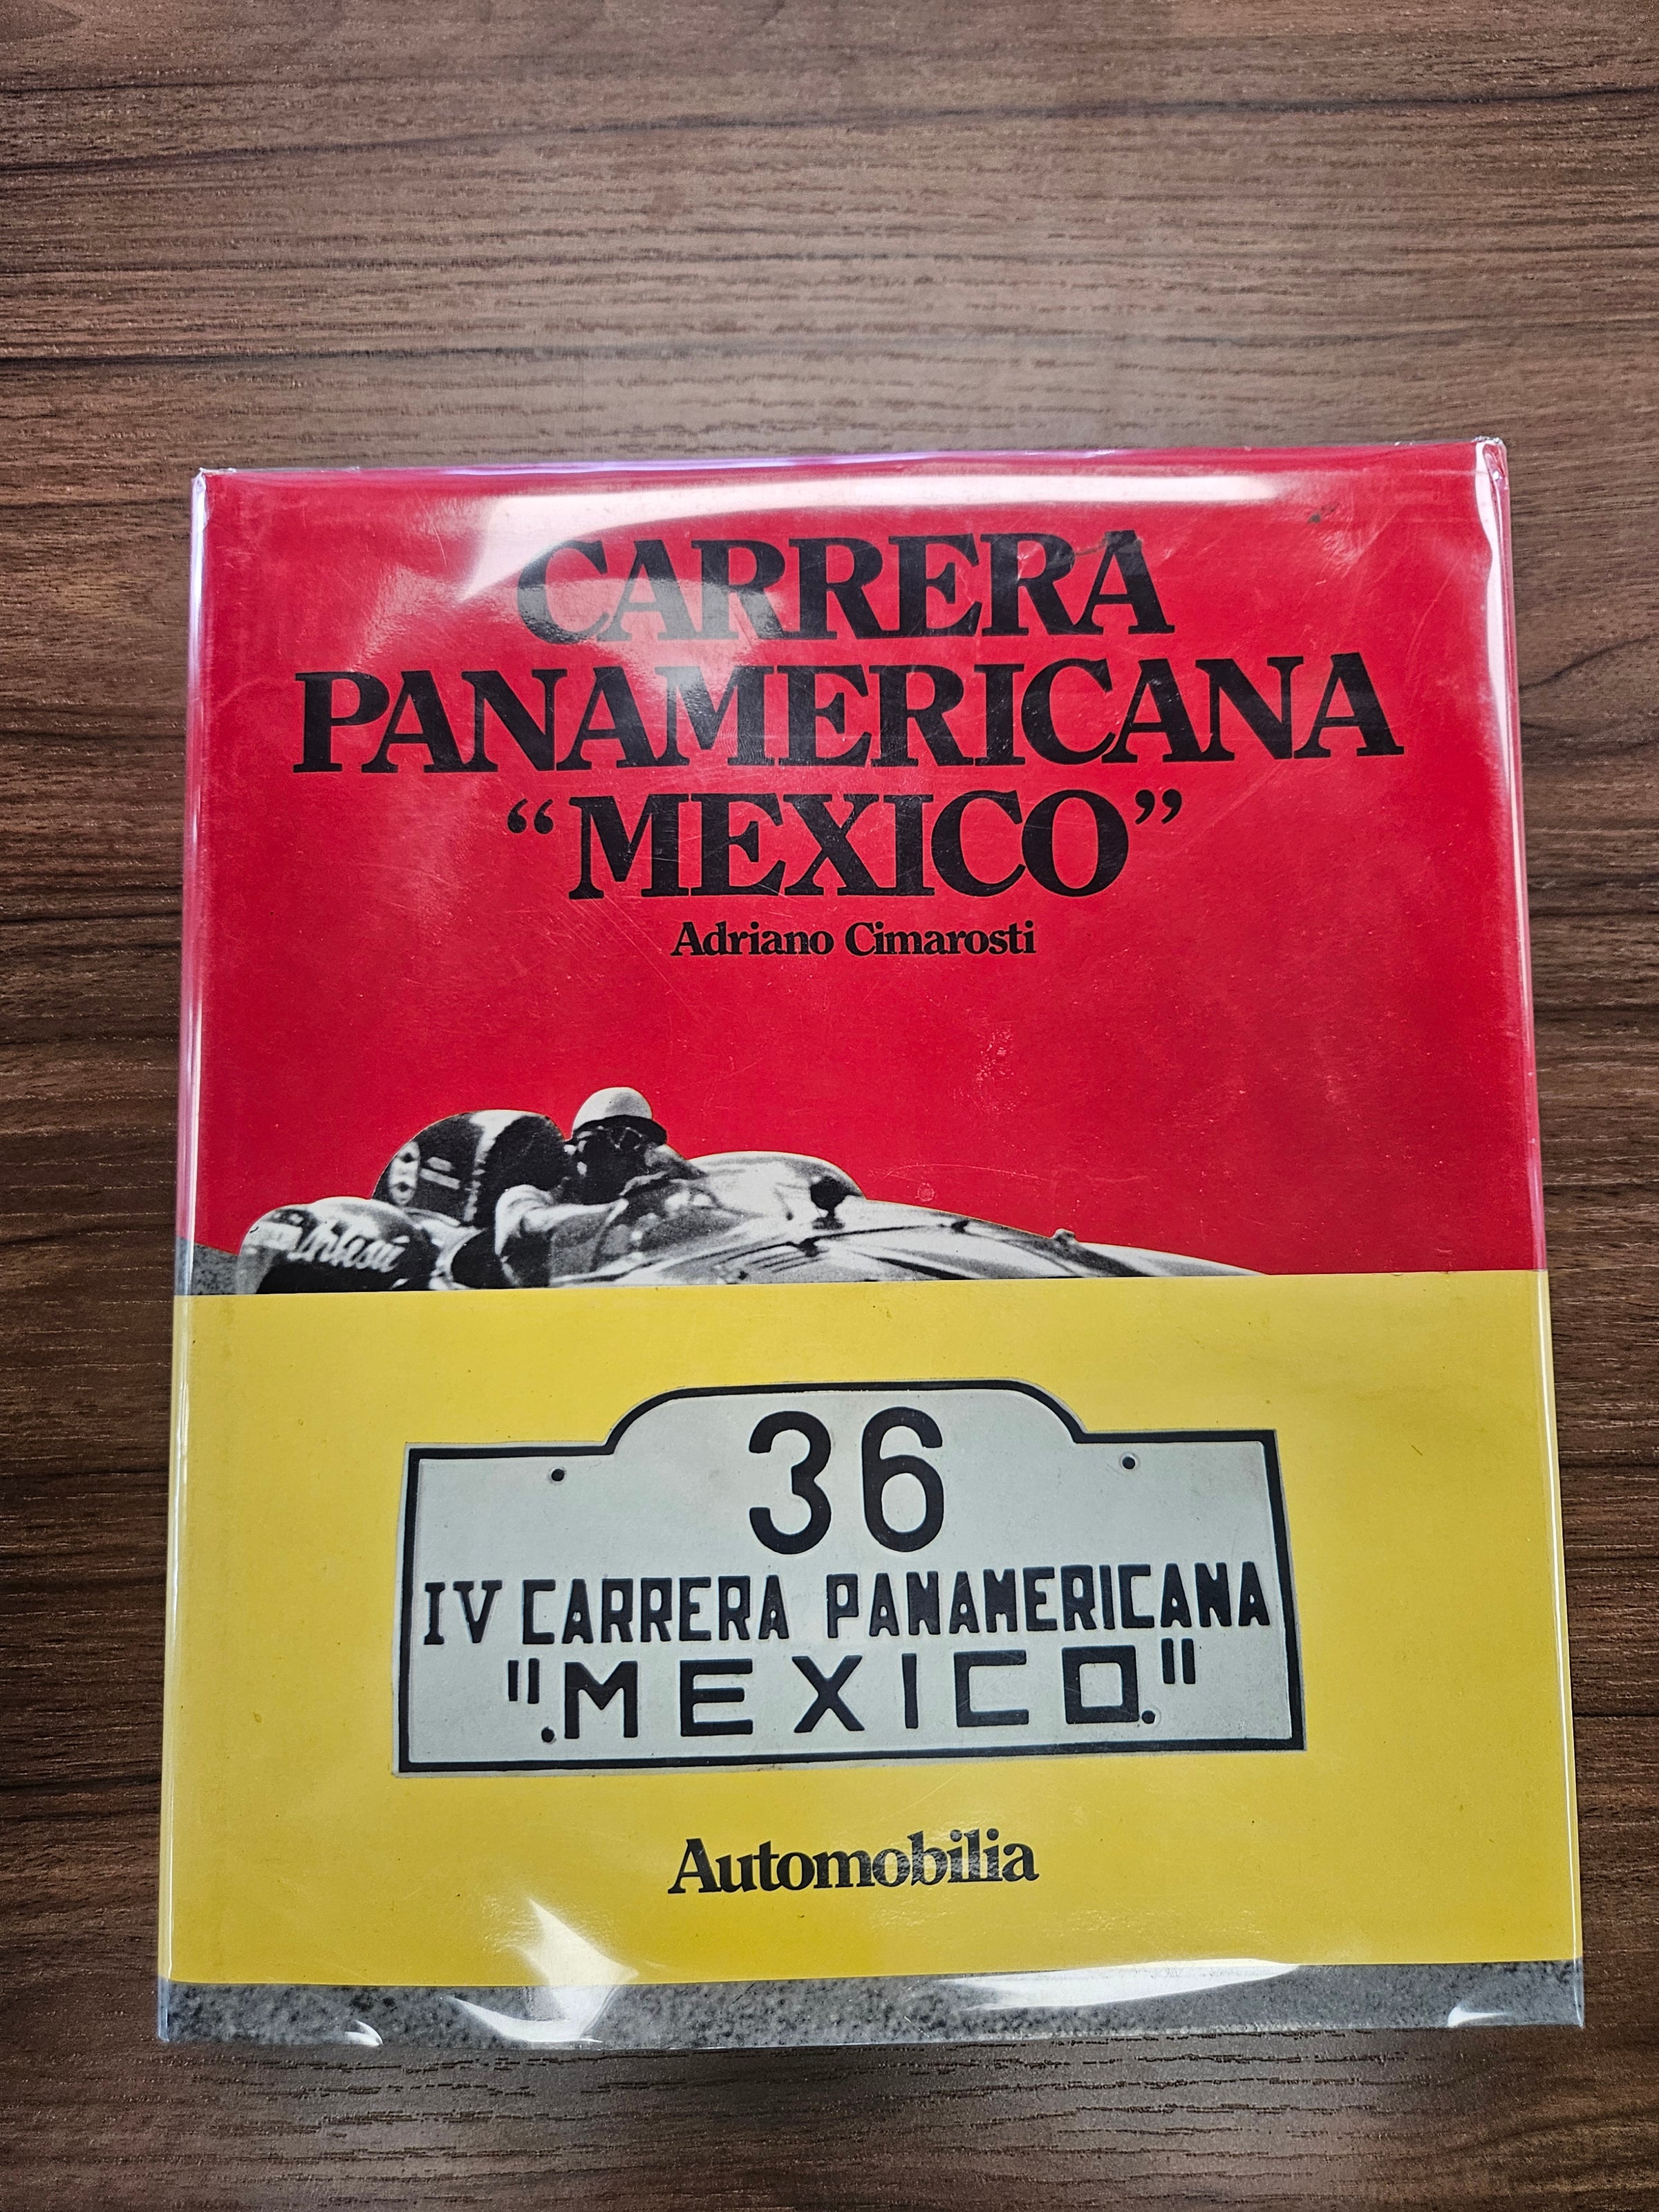 CARRERA
PANAMERICANA
“MEXICO”
Adriano Cimarosti
36
IV CARRERA PANAMERICANA
"MEXICO"
Automobilia